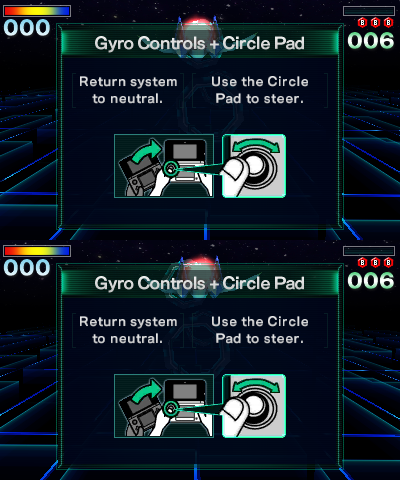 000
006
Gyro Controls + Circle Pad
Return system
to neutral.
Use the Circle
Pad to steer.
000
006
Gyro Controls + Circle Pad
Return system
to neutral.
Use the Circle
Pad to steer.